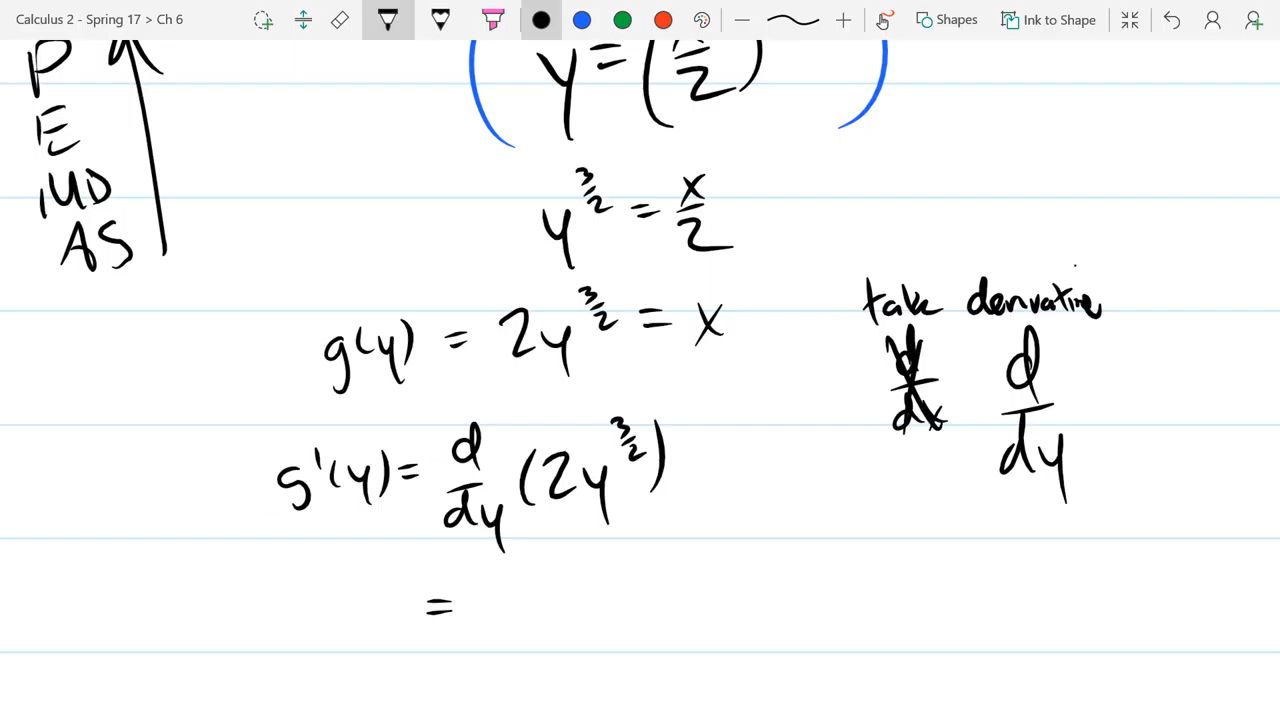 Calculus 2 - Spring 17 > Ch 6
Shapes
Ink to Shape
P
E
MD
AS
y = (x/2)
y^(3/2) = x/2
g(y) = 2y^(3/2) = x
take derivative
d/dx d/dy
g'(y) = d/dy (2y^(3/2))
=